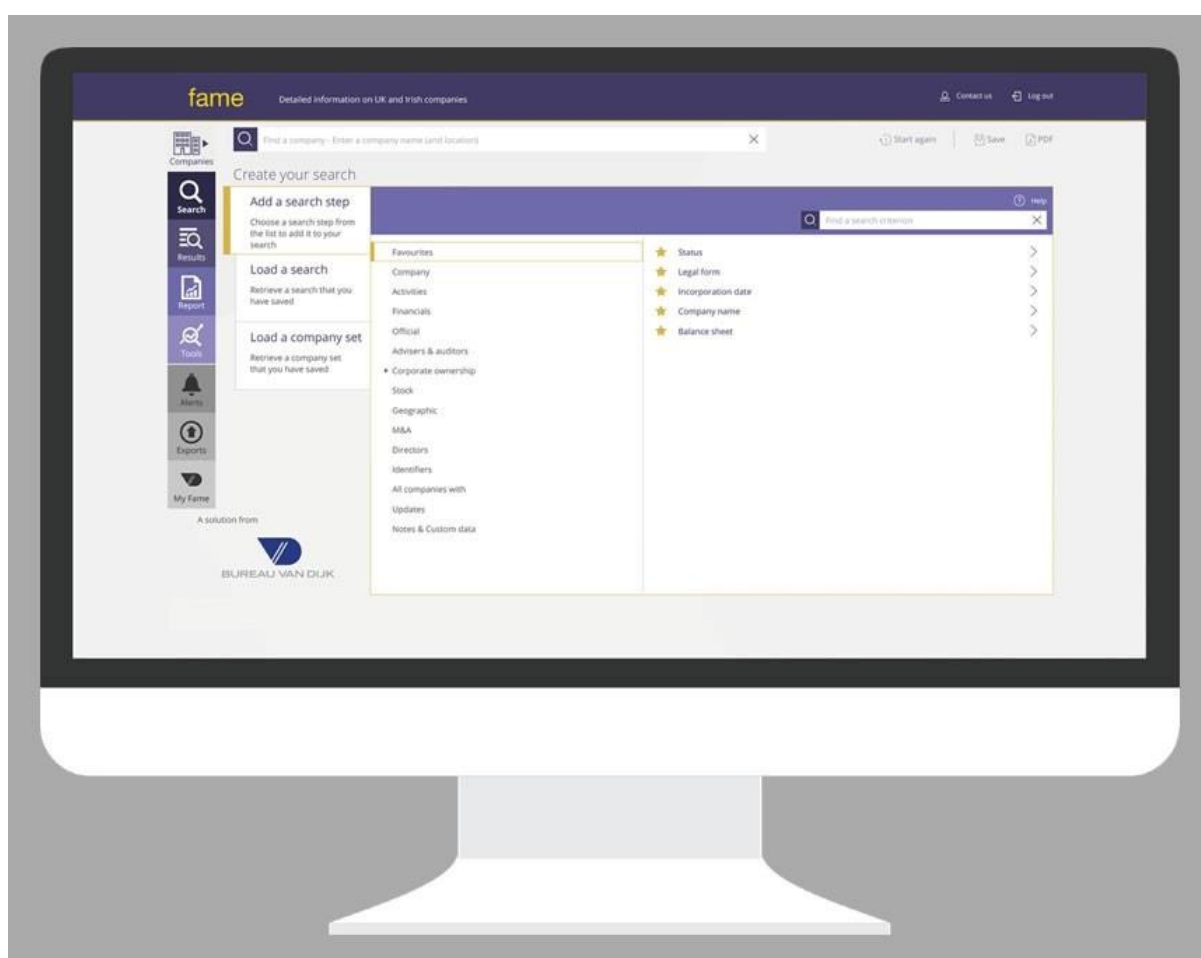 fame
Detailed information on UK and Irish companies
Contact us
Log out
Companies
Find a company - Enter a company name (and location)
Start again
Save
PDF
Create your search
Search
Results
Report
Tools
Alerts
Exports
My Fame
Add a search step
Choose a search step from
the list to add it to your
search
Load a search
Retrieve a search that you
have saved
Load a company set
Retrieve a company set
that you have saved
Help
Find a search criterion
Favourites
Company
Activities
Financials
Official
Advisers & auditors
Corporate ownership
Stock
Geographic
M&A
Directors
Identifiers
All companies with
Updates
Notes & Custom data
Status
Legal form
Incorporation date
Company name
Balance sheet
A solution from
BUREAU VAN DIJK